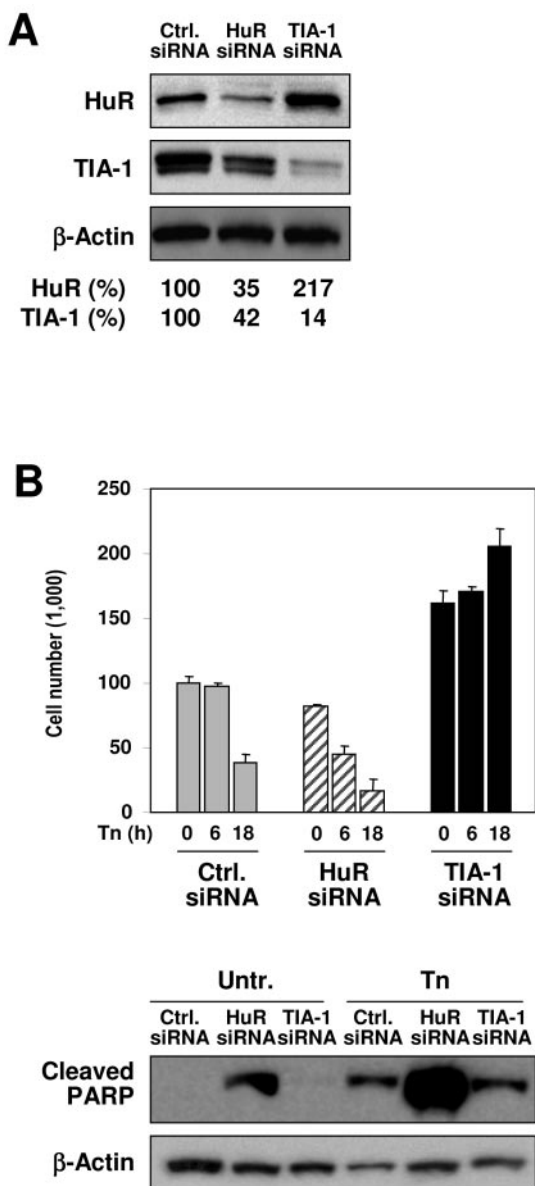 A
Ctrl. HuR TIA-1
siRNA siRNA siRNA
HuR
TIA-1
β-Actin
HuR (%) 100 35 217
TIA-1 (%) 100 42 14
B
Cell number (1,000)
250
200
150
100
50
0
Tn (h) 0 6 18 0 6 18 0 6 18
Ctrl. HuR TIA-1
siRNA siRNA siRNA
Untr. Tn
Ctrl. HuR TIA-1 Ctrl. HuR TIA-1
siRNA siRNA siRNA siRNA siRNA siRNA
Cleaved
PARP
β-Actin